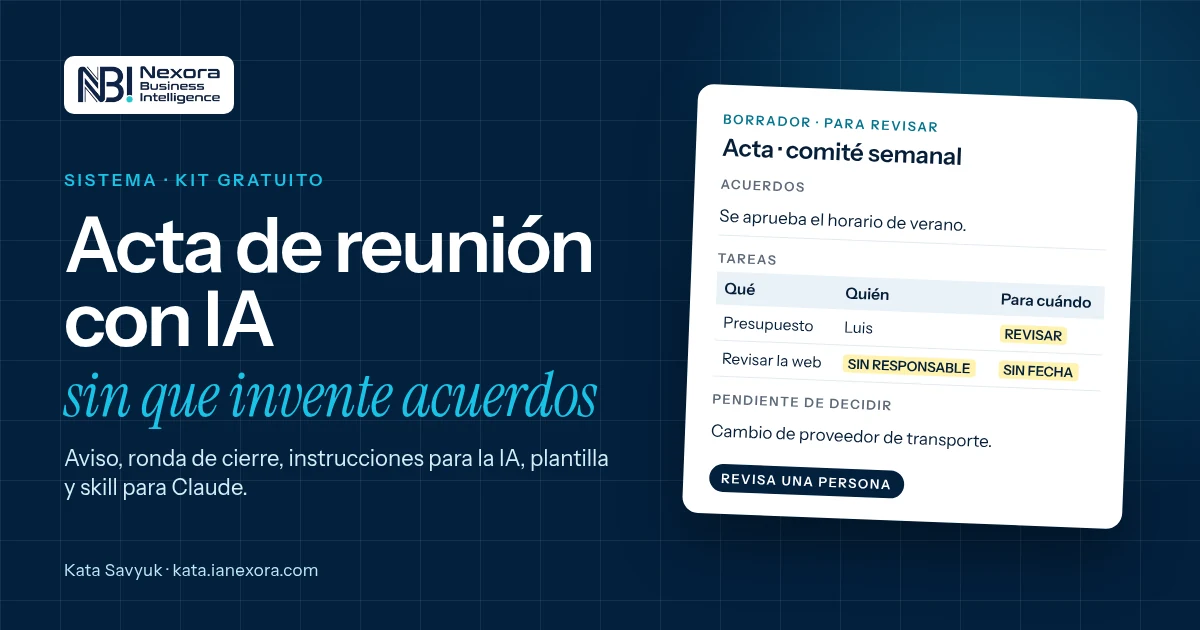 NBI
Nexora
Business
Intelligence
SISTEMA · KIT GRATUITO
Acta de reunión
con IA
sin que invente acuerdos
Aviso, ronda de cierre, instrucciones para la IA, plantilla
y skill para Claude.
Kata Savyuk · kata.ianexora.com
BORRADOR · PARA REVISAR
Acta · comité semanal
ACUERDOS
Se aprueba el horario de verano.
TAREAS
Qué Quién Para cuándo
Presupuesto Luis REVISAR
Revisar la web SIN RESPONSABLE SIN FECHA
PENDIENTE DE DECIDIR
Cambio de proveedor de transporte.
REVISA UNA PERSONA